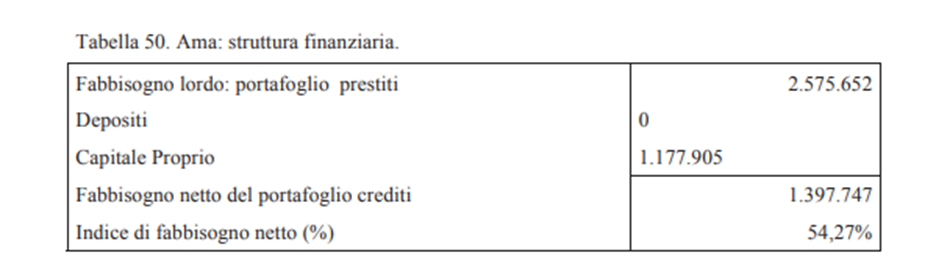 Tabella 50. Ama: struttura finanziaria.
Fabbisogno lordo: portafoglio prestiti 2.575.652
Depositi 0
Capitale Proprio 1.177.905
Fabbisogno netto del portafoglio crediti 1.397.747
Indice di fabbisogno netto (%) 54,27%